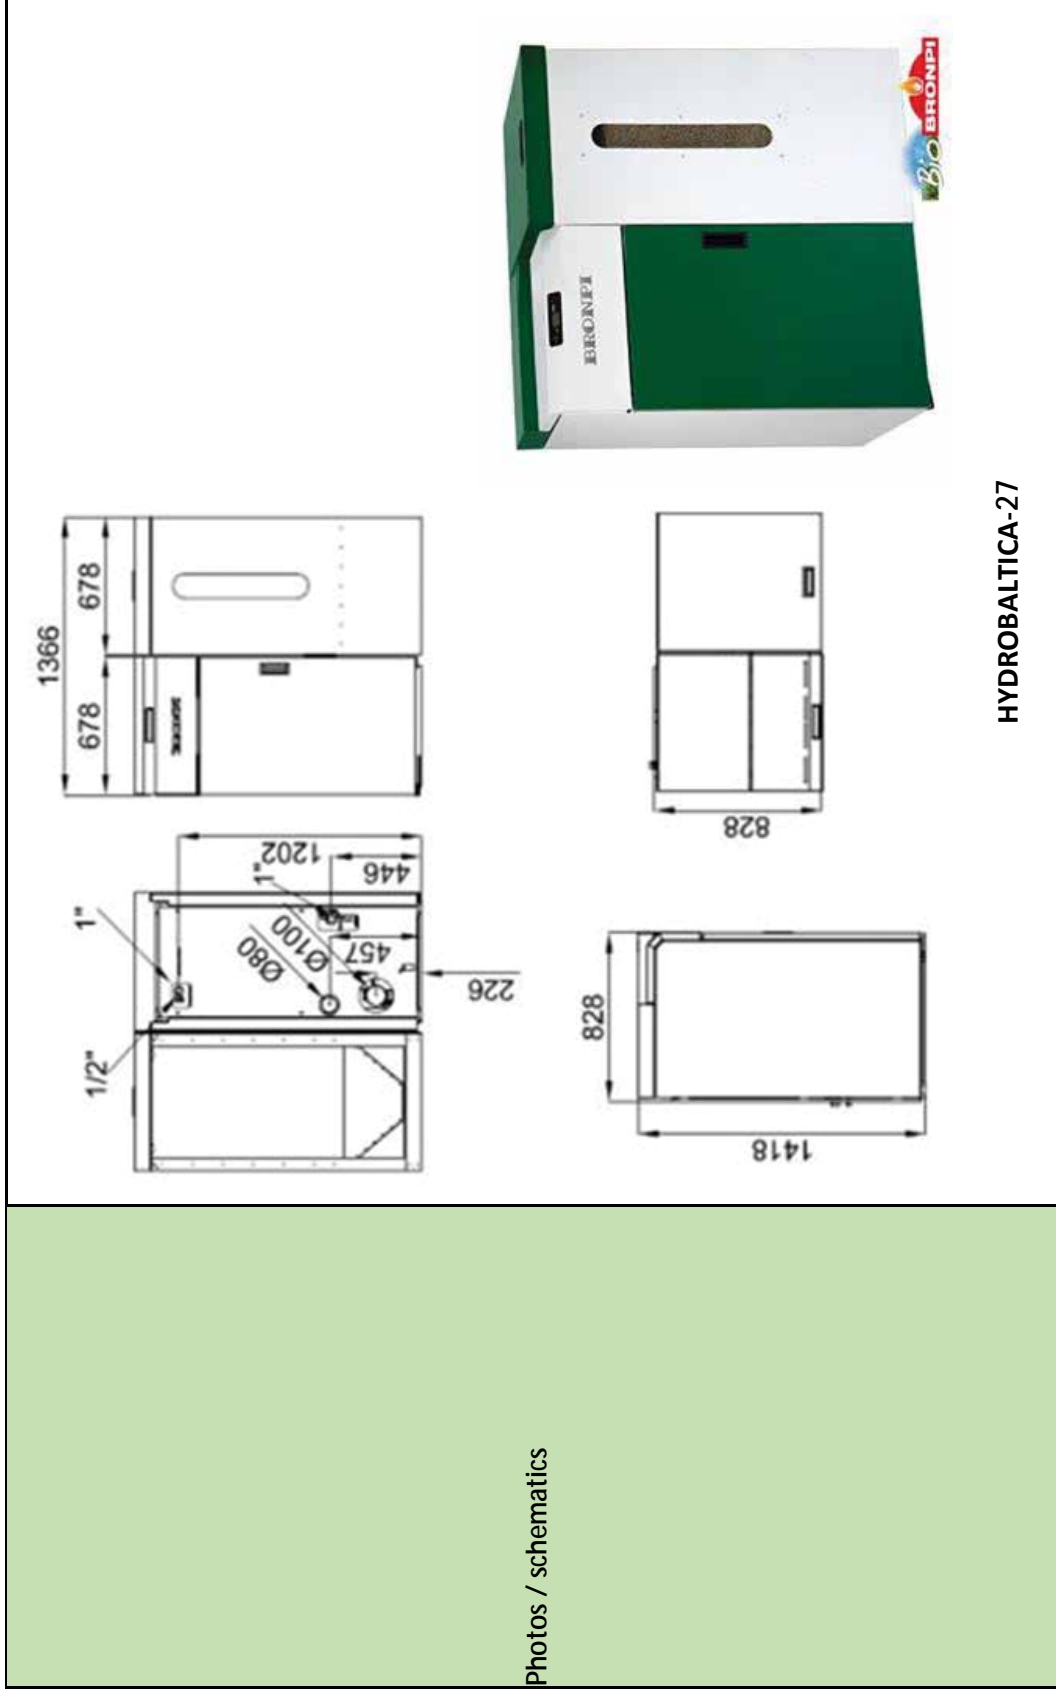 Photos / schematics
1366
678
678
1/2"
1"
1"
1202
446
Ø80
Ø100
457
226
828
1418
828
BRONPI
Bio BRONPI
HYDROBALTICA-27